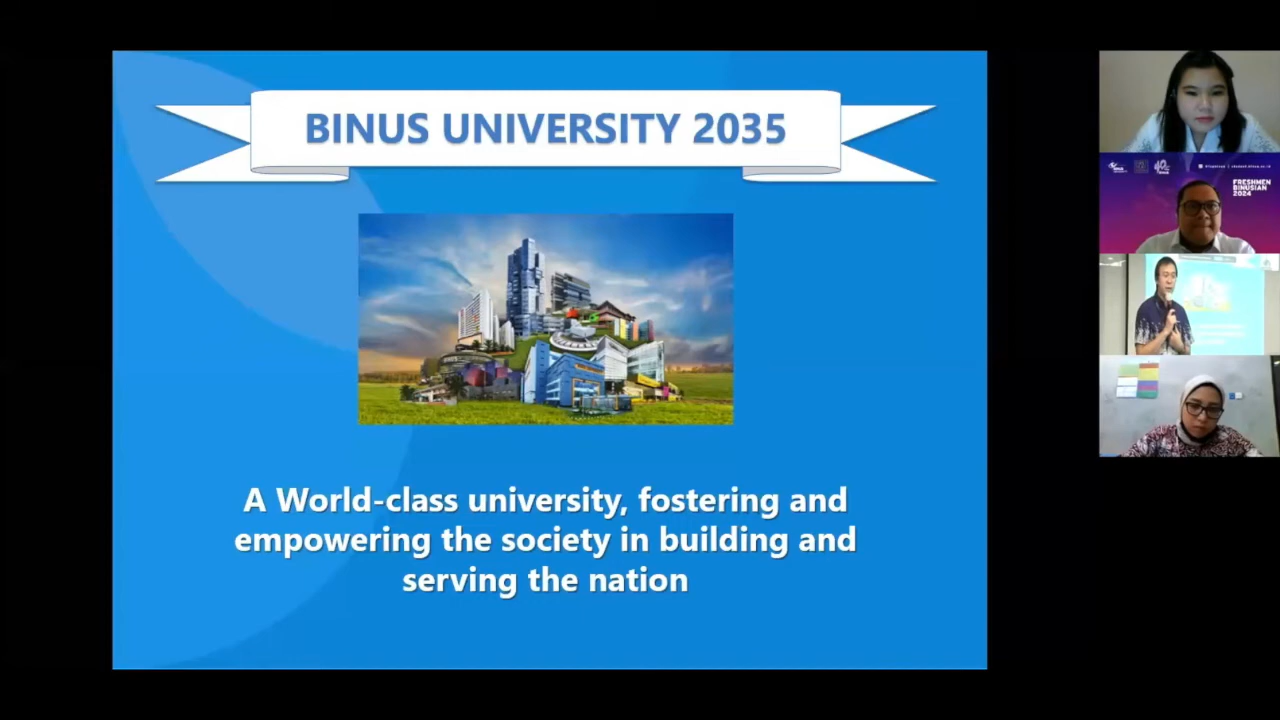 BINUS UNIVERSITY 2035
A World-class university, fostering and
empowering the society in building and
serving the nation
FRESHMEN
BINUSIAN
2024